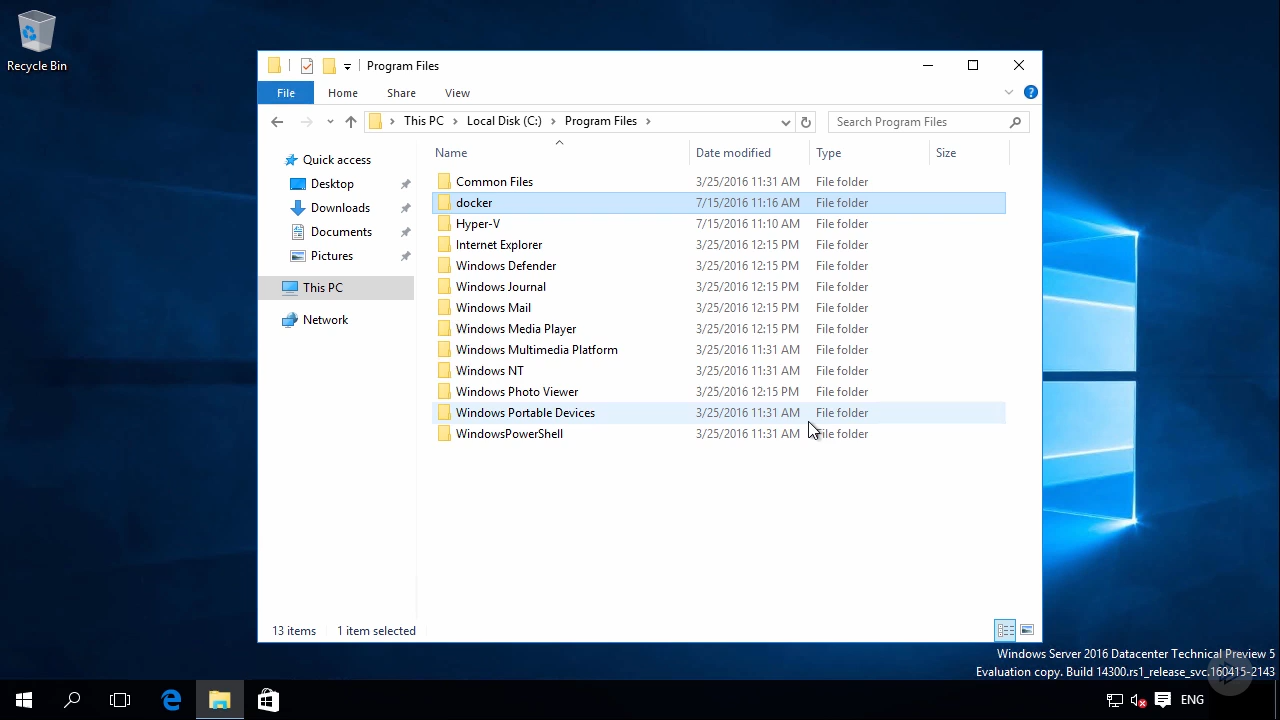 Recycle Bin
Program Files
File Home Share View
This PC Local Disk (C:) Program Files
Search Program Files
Quick access
Desktop
Downloads
Documents
Pictures
This PC
Network
Name Date modified Type Size
Common Files 3/25/2016 11:31 AM File folder
docker 7/15/2016 11:16 AM File folder
Hyper-V 7/15/2016 11:10 AM File folder
Internet Explorer 3/25/2016 12:15 PM File folder
Windows Defender 3/25/2016 12:15 PM File folder
Windows Journal 3/25/2016 12:15 PM File folder
Windows Mail 3/25/2016 12:15 PM File folder
Windows Media Player 3/25/2016 12:15 PM File folder
Windows Multimedia Platform 3/25/2016 11:31 AM File folder
Windows NT 3/25/2016 11:31 AM File folder
Windows Photo Viewer 3/25/2016 12:15 PM File folder
Windows Portable Devices 3/25/2016 11:31 AM File folder
WindowsPowerShell 3/25/2016 11:31 AM File folder
13 items 1 item selected
Windows Server 2016 Datacenter Technical Preview 5
Evaluation copy. Build 14300.rs1_release_svc.160415-2143
ENG